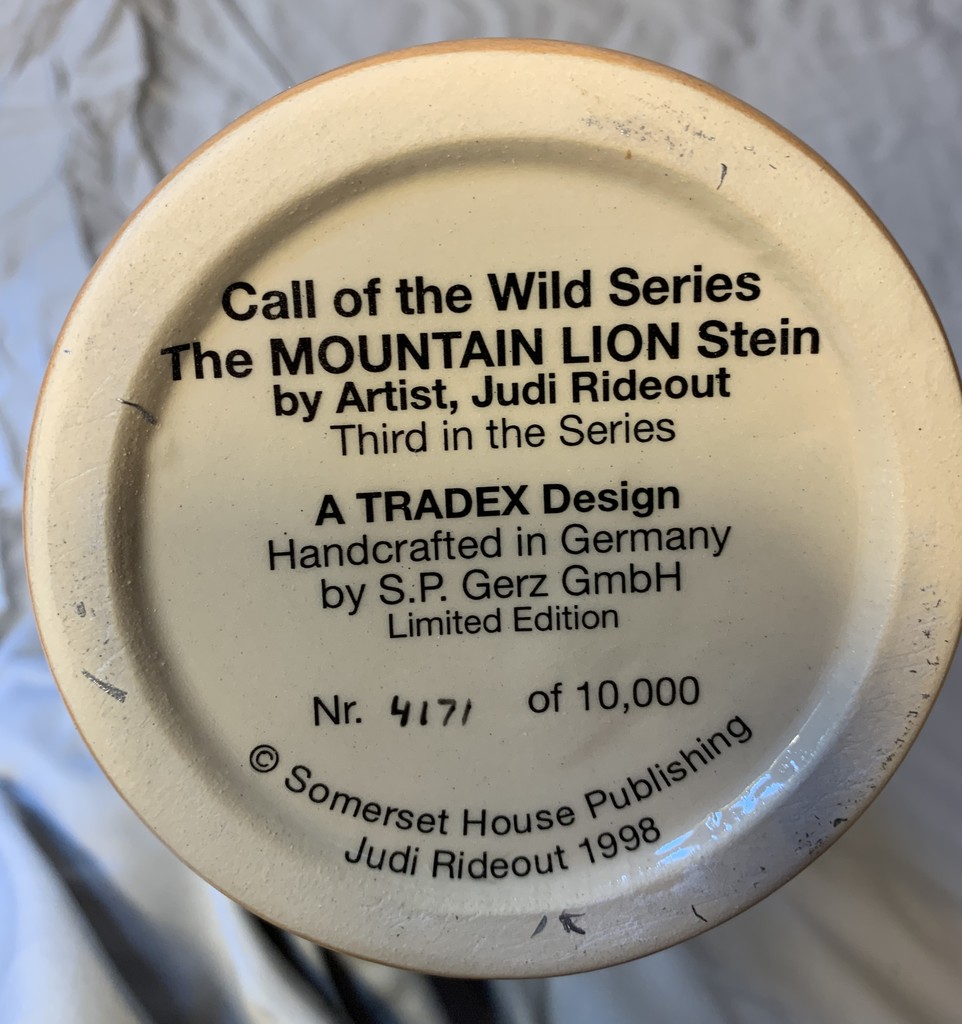 Call of the Wild Series
The MOUNTAIN LION Stein
by Artist, Judi Rideout
Third in the Series
A TRADEX Design
Handcrafted in Germany
by S.P. Gerz GmbH
Limited Edition
Nr. 4171 of 10,000
© Somerset House Publishing
Judi Rideout 1998